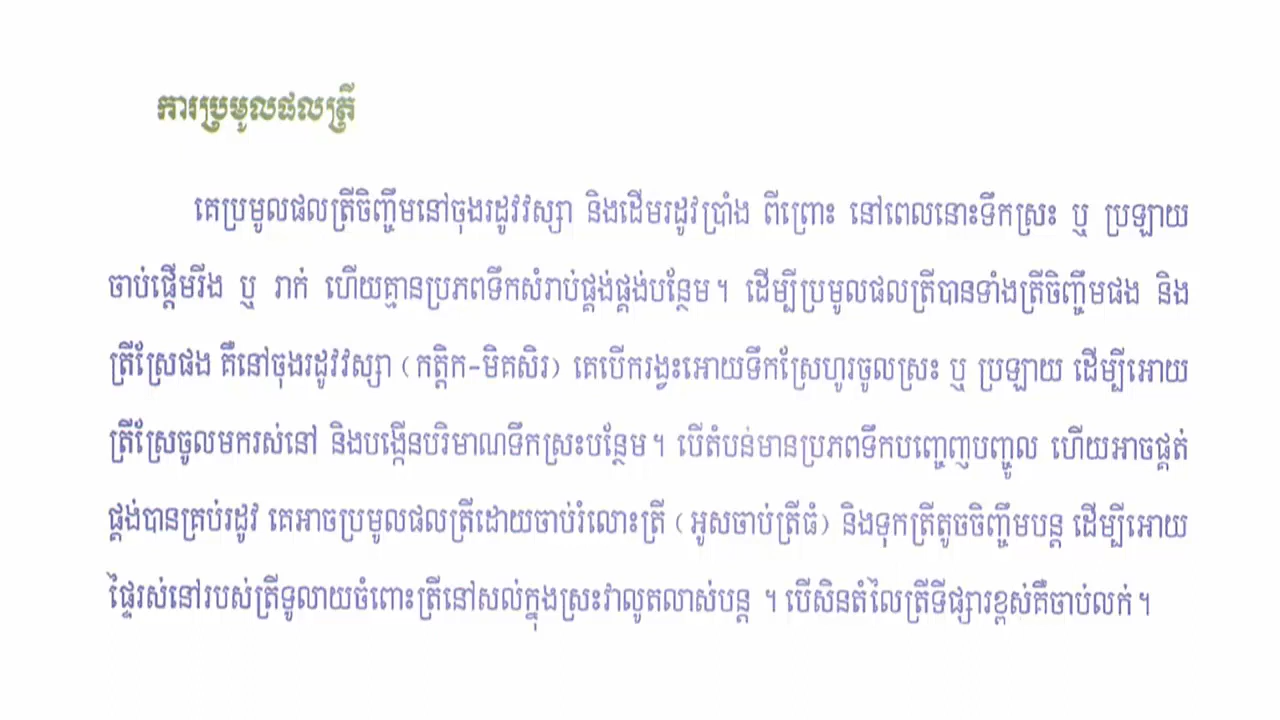 ការប្រមូលផលត្រី
គេប្រមូលផលត្រីចិញ្ចឹមនៅចុងរដូវវស្សា និងដើមរដូវប្រាំង ពីព្រោះ នៅពេលនោះទឹកស្រះ ឬ ប្រឡាយ
ចាប់ផ្តើមរីង ឬ រាក់ ហើយគ្មានប្រភពទឹកសំរាប់ផ្គង់ផ្គង់បន្ថែម។ ដើម្បីប្រមូលផលត្រីបានទាំងត្រីចិញ្ចឹមផង និង
ត្រីស្រែផង គឺនៅចុងរដូវវស្សា (កត្តិក-មិគសិរ) គេបើករង្វះអោយទឹកស្រែហូរចូលស្រះ ឬ ប្រឡាយ ដើម្បីអោយ
ត្រីស្រែចូលមករស់នៅ និងបង្កើនបរិមាណទឹកស្រះបន្ថែម។ បើតំបន់មានប្រភពទឹកបញ្ចេញបញ្ចូល ហើយអាចផ្គត់
ផ្គង់បានគ្រប់រដូវ គេអាចប្រមូលផលត្រីដោយចាប់រំលោះត្រី (អូសចាប់ត្រីធំ) និងទុកត្រីតូចចិញ្ចឹមបន្ត ដើម្បីអោយ
ផ្ទៃរស់នៅរបស់ត្រីទូលាយចំពោះត្រីនៅសល់ក្នុងស្រះវាលូតលាស់បន្ត ។ បើសិនតំលៃត្រីទីផ្សារខ្ពស់គឺចាប់លក់។